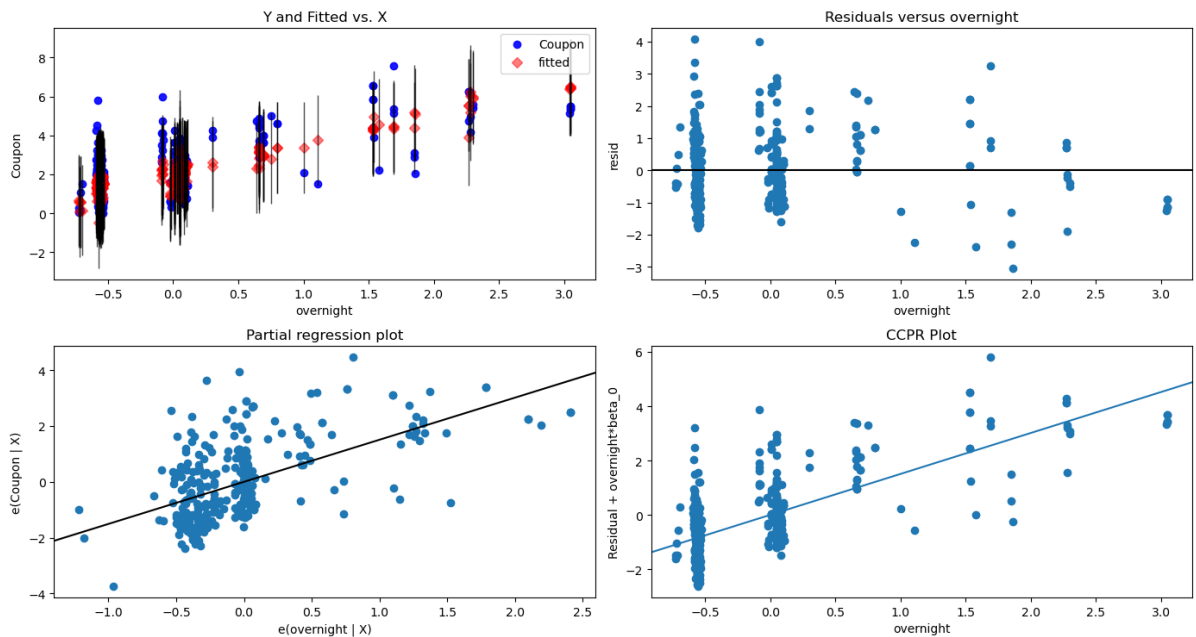 Y and Fitted vs. X
Coupon
8
6
4
2
0
−2
Coupon
fitted
−0.5 0.0 0.5 1.0 1.5 2.0 2.5 3.0
overnight
Residuals versus overnight
resid
4
3
2
1
0
−1
−2
−3
−0.5 0.0 0.5 1.0 1.5 2.0 2.5 3.0
overnight
Partial regression plot
e(Coupon | X)
4
2
0
−2
−4
−1.0 −0.5 0.0 0.5 1.0 1.5 2.0 2.5
e(overnight | X)
CCPR Plot
Residual + overnight*beta_0
6
4
2
0
−2
−0.5 0.0 0.5 1.0 1.5 2.0 2.5 3.0
overnight